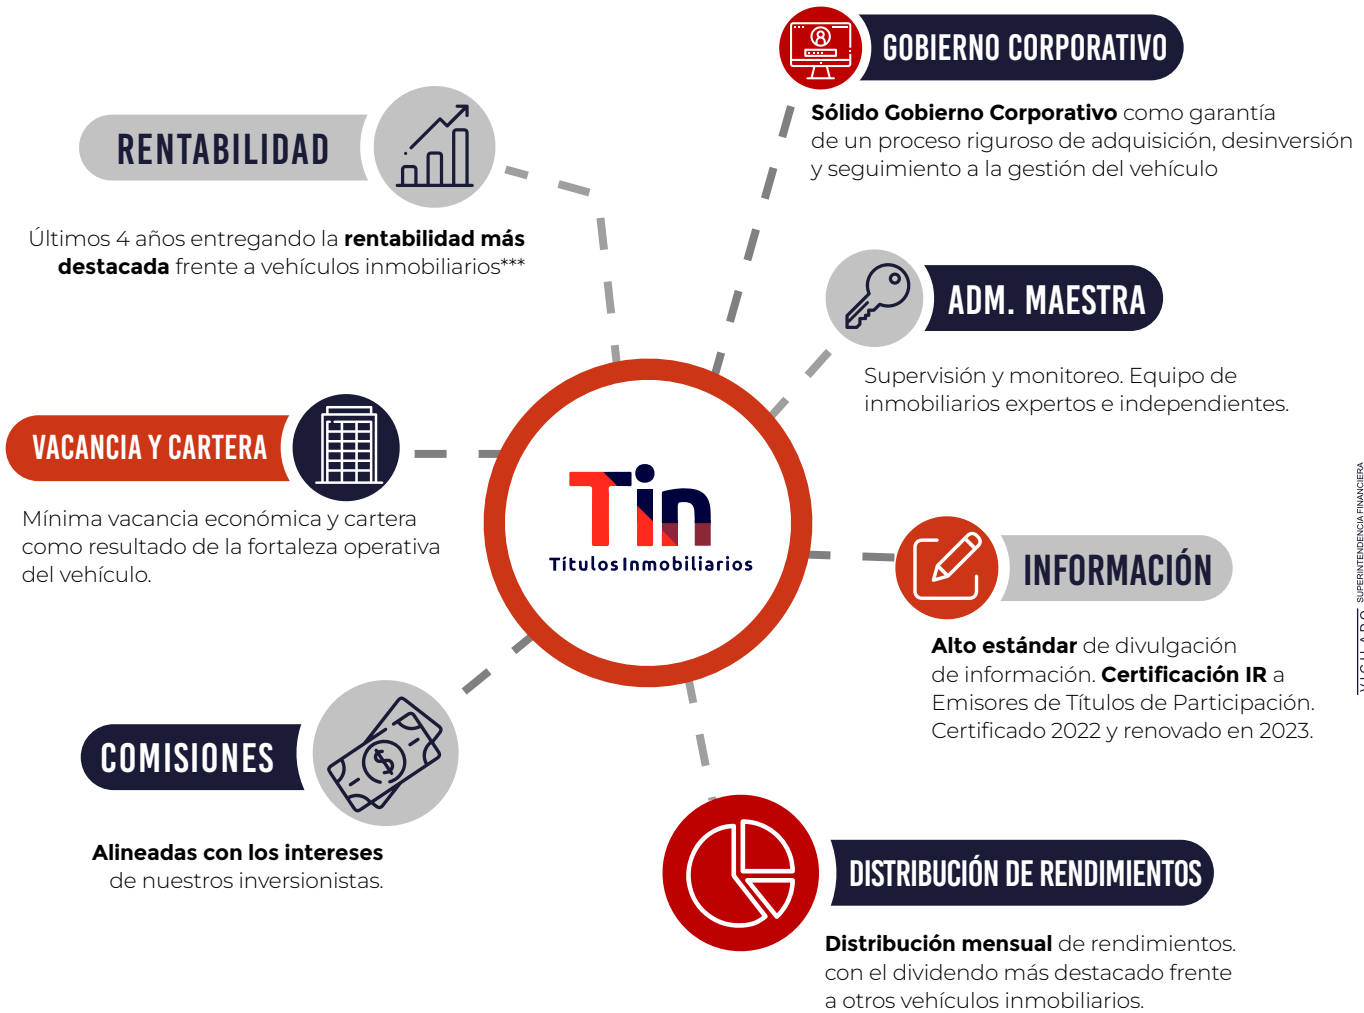 GOBIERNO CORPORATIVO
Sólido Gobierno Corporativo como garantía
de un proceso riguroso de adquisición, desinversión
y seguimiento a la gestión del vehículo
RENTABILIDAD
Últimos 4 años entregando la rentabilidad más
destacada frente a vehículos inmobiliarios***
ADM. MAESTRA
Supervisión y monitoreo. Equipo de
inmobiliarios expertos e independientes.
VACANCIA Y CARTERA
Mínima vacancia económica y cartera
como resultado de la fortaleza operativa
del vehículo.
Tin
Títulos Inmobiliarios
INFORMACIÓN
Alto estándar de divulgación
de información. Certificación IR a
Emisores de Títulos de Participación.
Certificado 2022 y renovado en 2023.
COMISIONES
Alineadas con los intereses
de nuestros inversionistas.
DISTRIBUCIÓN DE RENDIMIENTOS
Distribución mensual de rendimientos.
con el dividendo más destacado frente
a otros vehículos inmobiliarios.
VIGILADO SUPERINTENDENCIA FINANCIERA